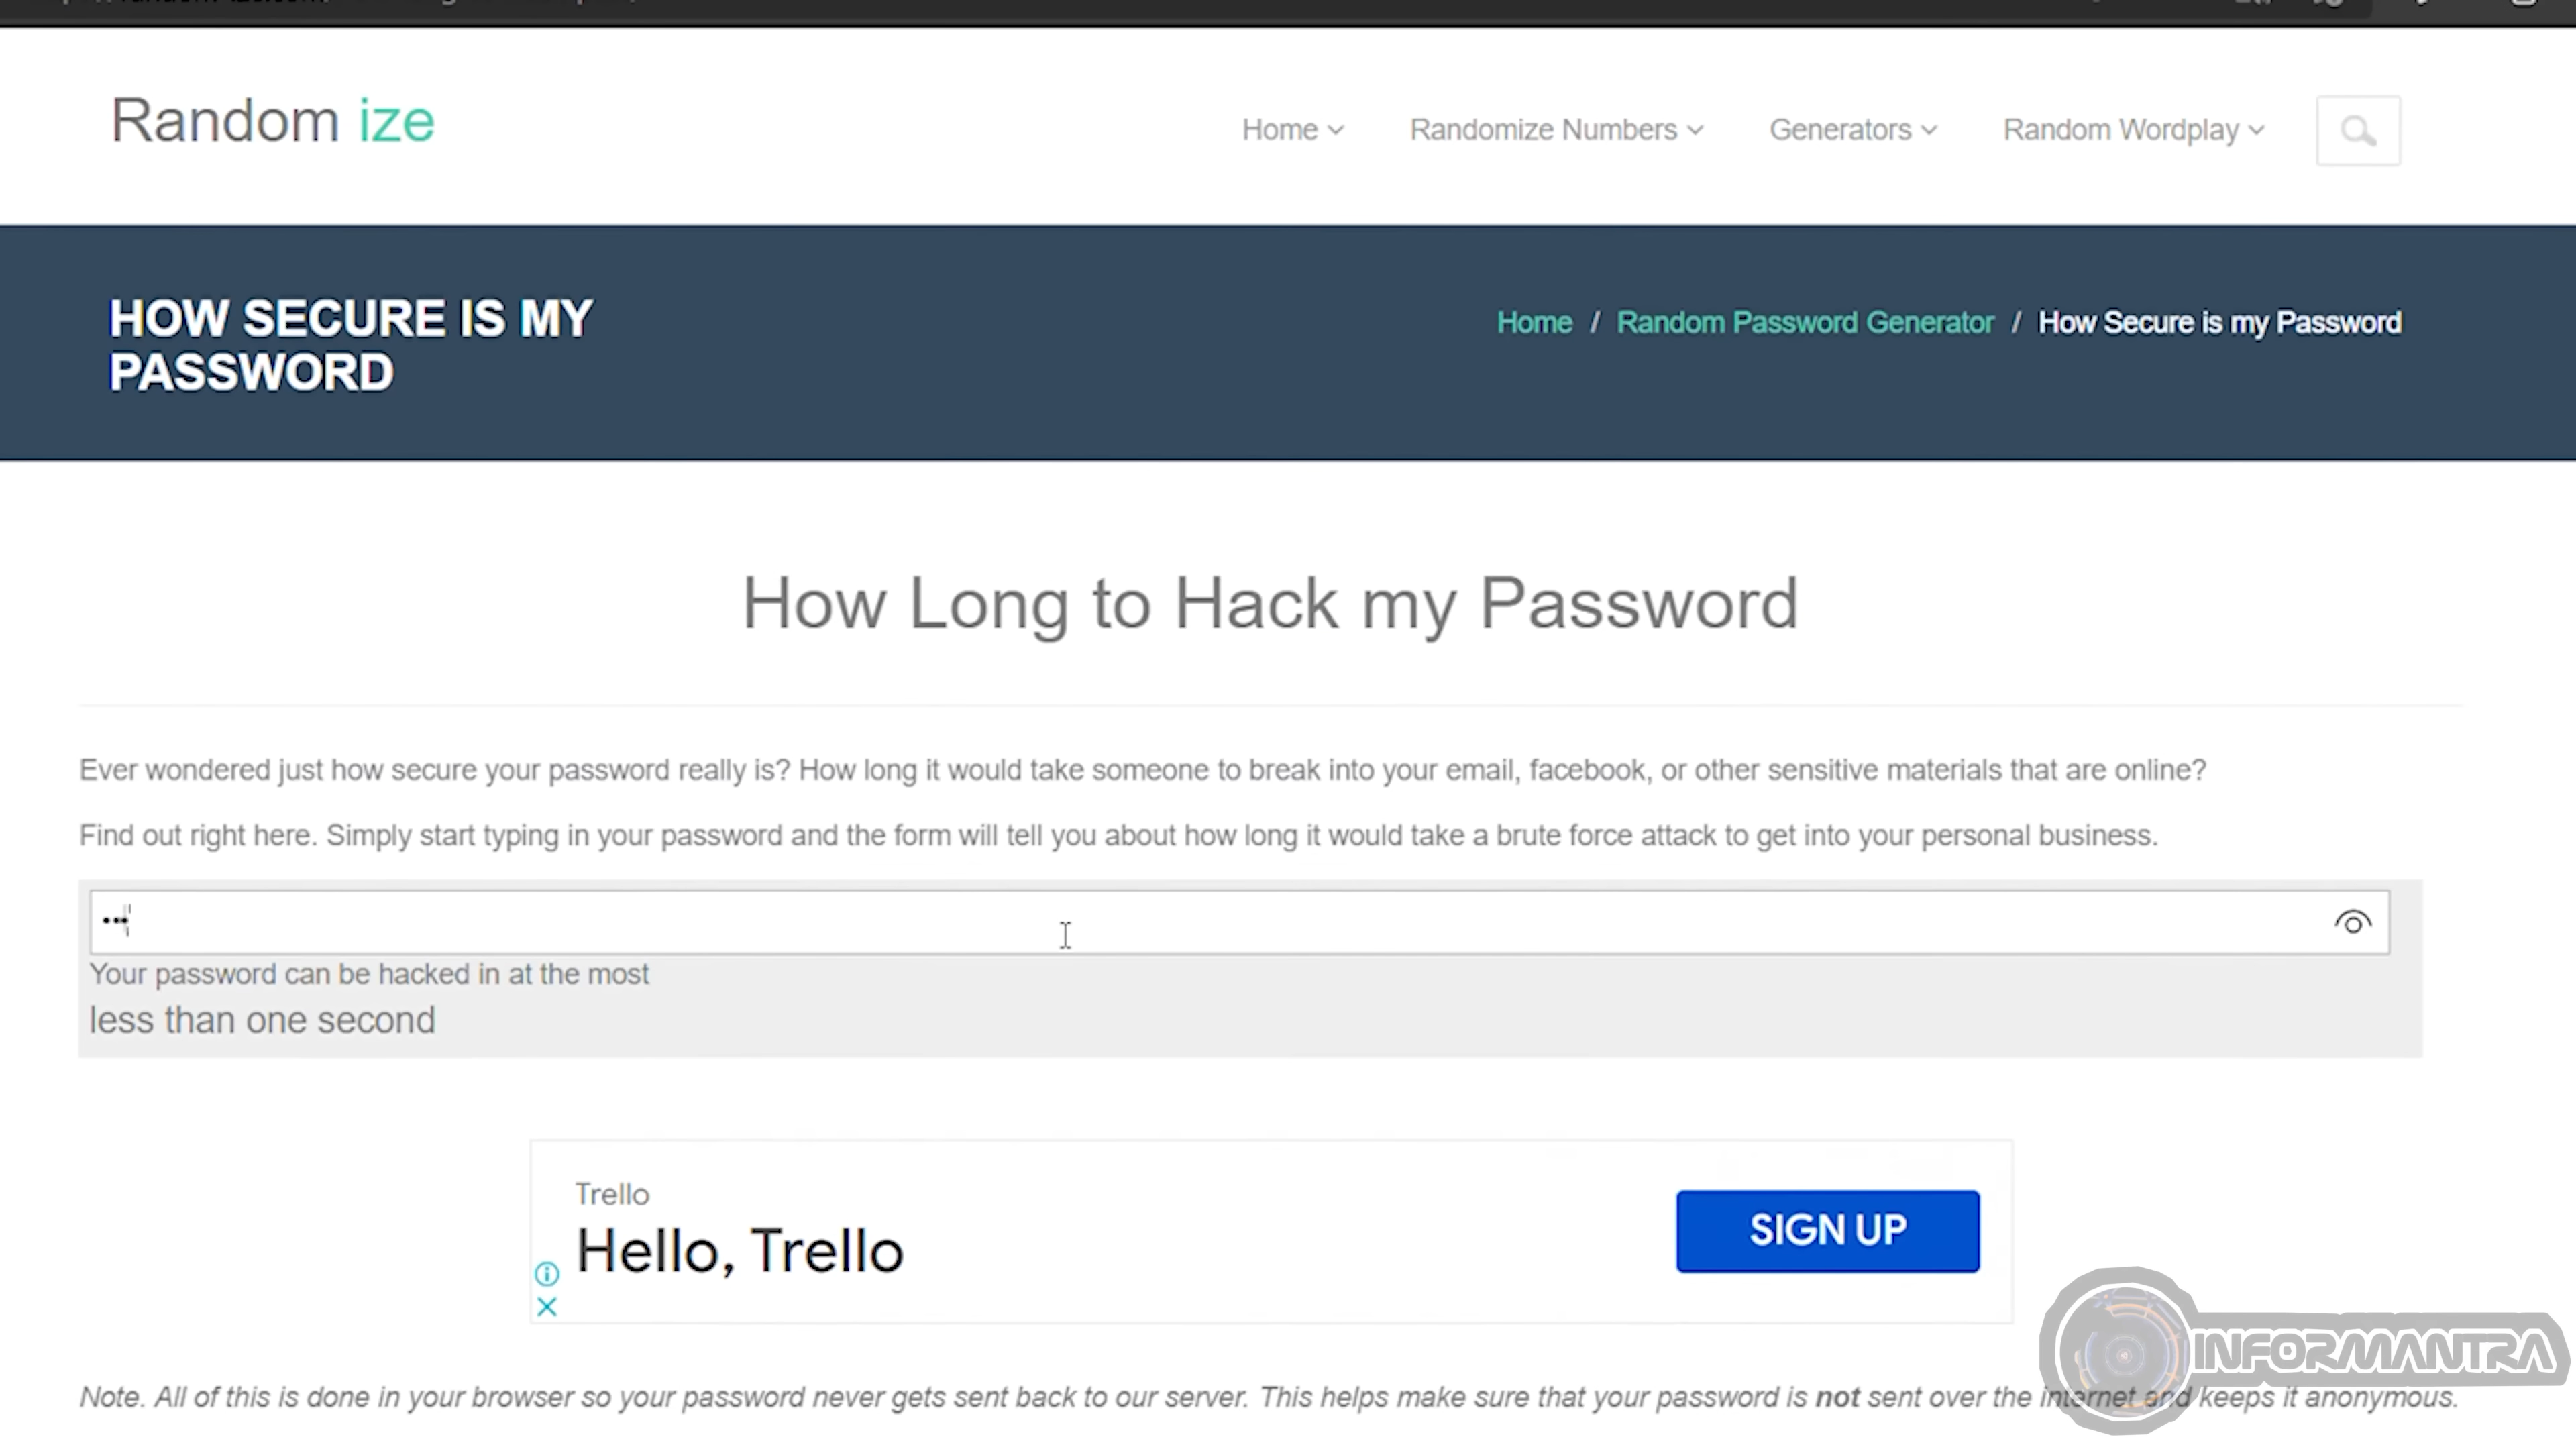 Random ize
Home
Randomize Numbers
Generators
Random Wordplay
HOW SECURE IS MY
PASSWORD
Home / Random Password Generator / How Secure is my Password
How Long to Hack my Password
Ever wondered just how secure your password really is? How long it would take someone to break into your email, facebook, or other sensitive materials that are online?
Find out right here. Simply start typing in your password and the form will tell you about how long it would take a brute force attack to get into your personal business.
•••
Your password can be hacked in at the most
less than one second
Trello
Hello, Trello
SIGN UP
INFORMANTRA
Note. All of this is done in your browser so your password never gets sent back to our server. This helps make sure that your password is not sent over the internet and keeps it anonymous.